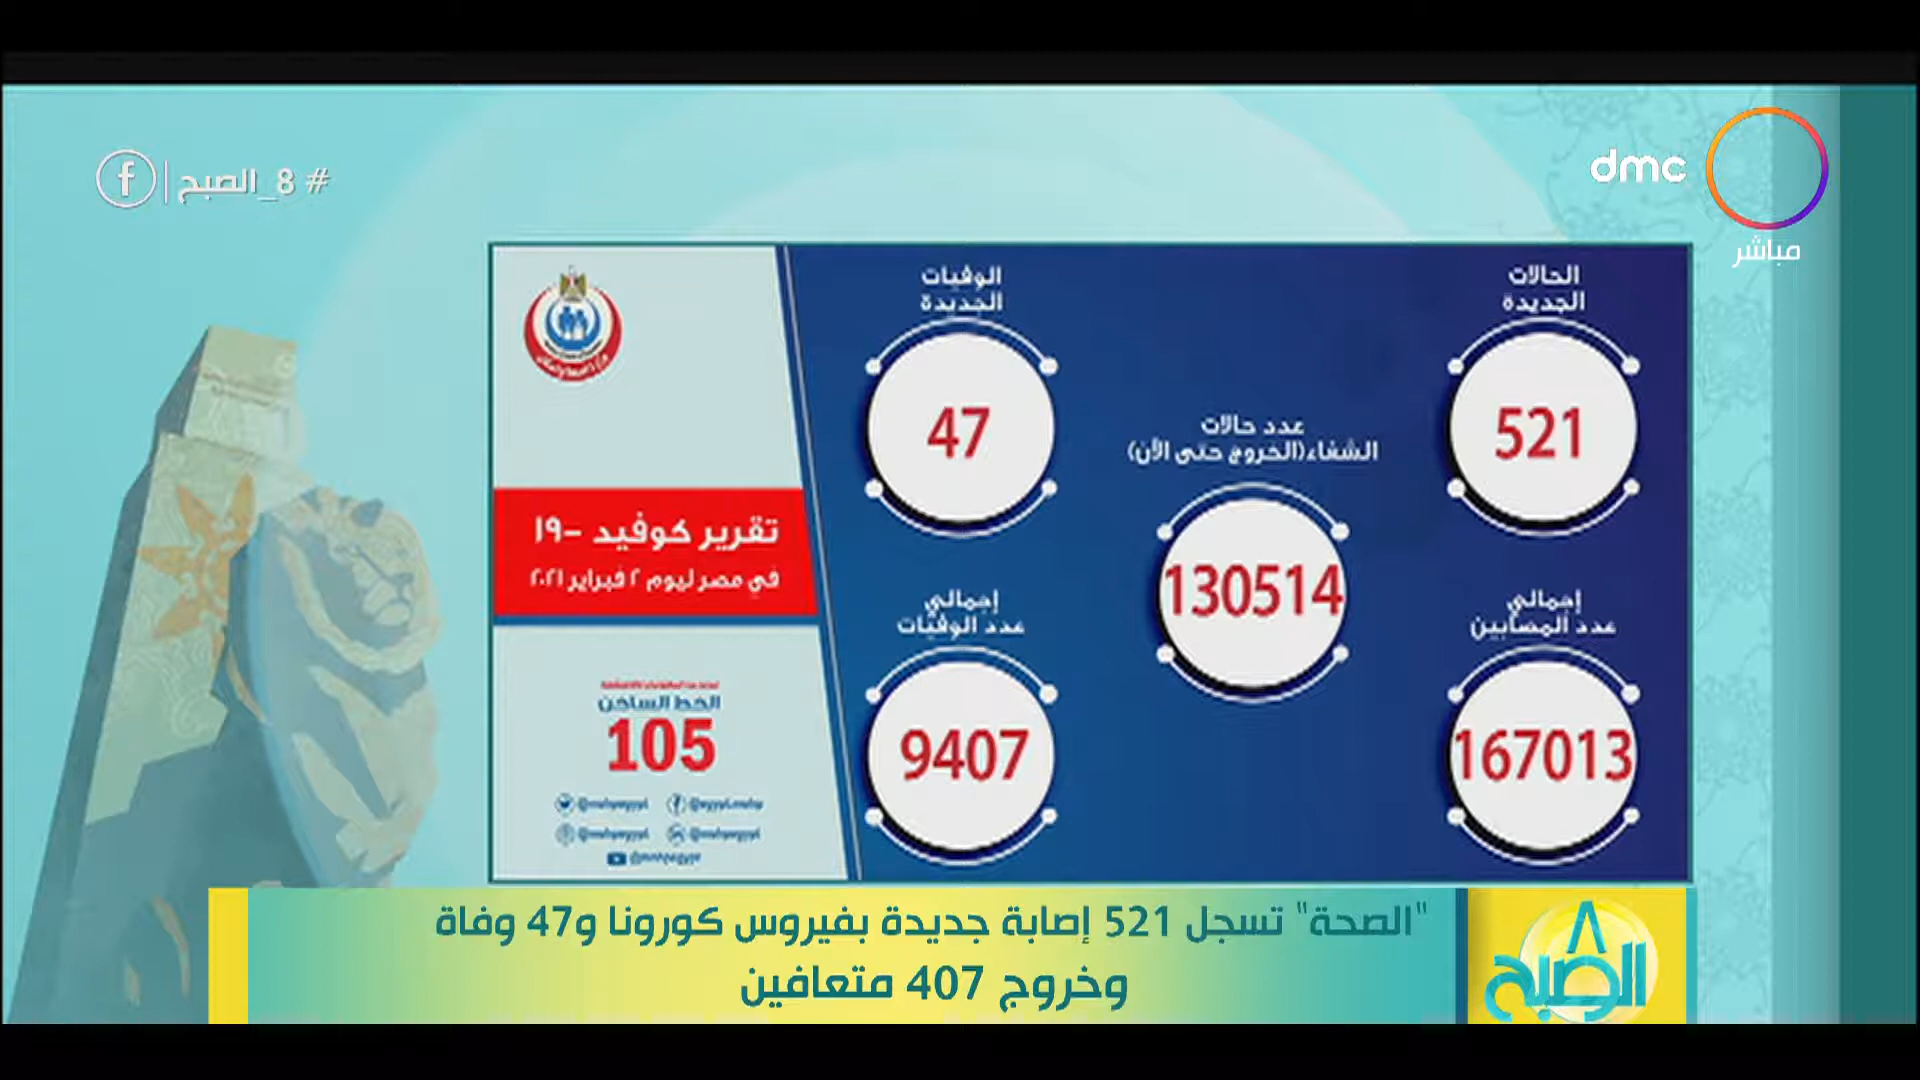 # 8_الصبح
dmc
مباشر
الحالات
الجديدة
521
الوفيات
الجديدة
47
عدد حالات
الشفاء(الخروج حتى الآن)
130514
إجمالي
عدد المصابين
167013
إجمالي
عدد الوفيات
9407
تقرير كوفيد -١٩
في مصر ليوم ٢ فبراير ٢٠٢١
الخط الساخن
105
"الصحة" تسجل 521 إصابة جديدة بفيروس كورونا و47 وفاة
وخروج 407 متعافين
٨ الصبح